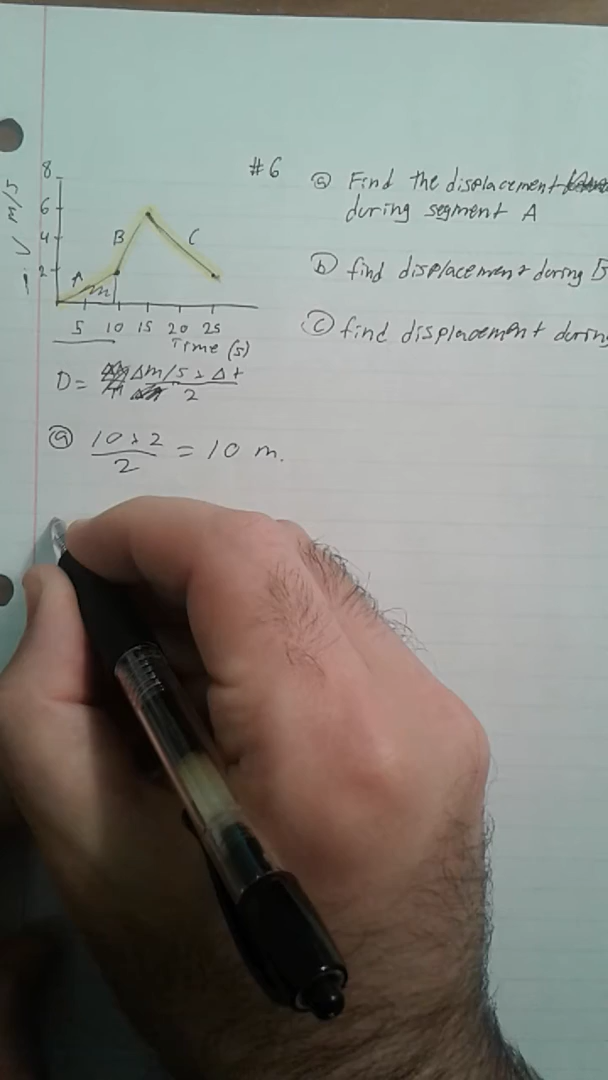 #6
8
6
4
2
V m/s
A
B
C
5 10 15 20 25
Time (s)
ⓐ Find the displacement
during segment A
ⓑ find displacement during B
ⓒ find displacement during
D = Δm/s x Δt
2
ⓐ 10 x 2
2
= 10 m.